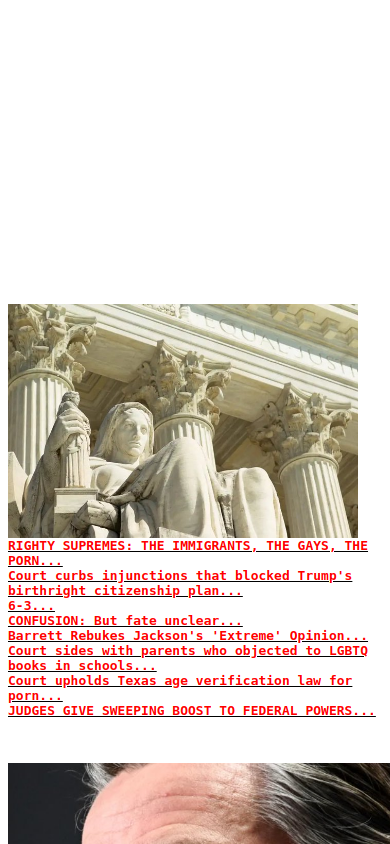 EQUAL JUST
RIGHTY SUPREMES: THE IMMIGRANTS, THE GAYS, THE
PORN...
Court curbs injunctions that blocked Trump's
birthright citizenship plan...
6-3...
CONFUSION: But fate unclear...
Barrett Rebukes Jackson's 'Extreme' Opinion...
Court sides with parents who objected to LGBTQ
books in schools...
Court upholds Texas age verification law for
porn...
JUDGES GIVE SWEEPING BOOST TO FEDERAL POWERS...